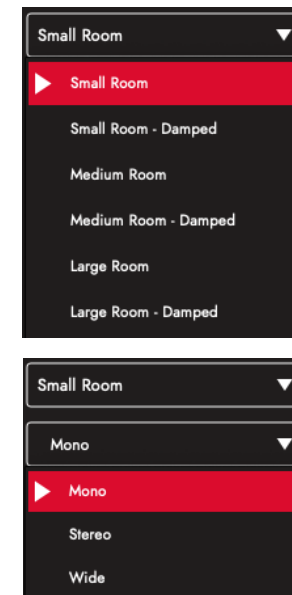 Small Room
Small Room
Small Room - Damped
Medium Room
Medium Room - Damped
Large Room
Large Room - Damped
Small Room
Mono
Mono
Stereo
Wide